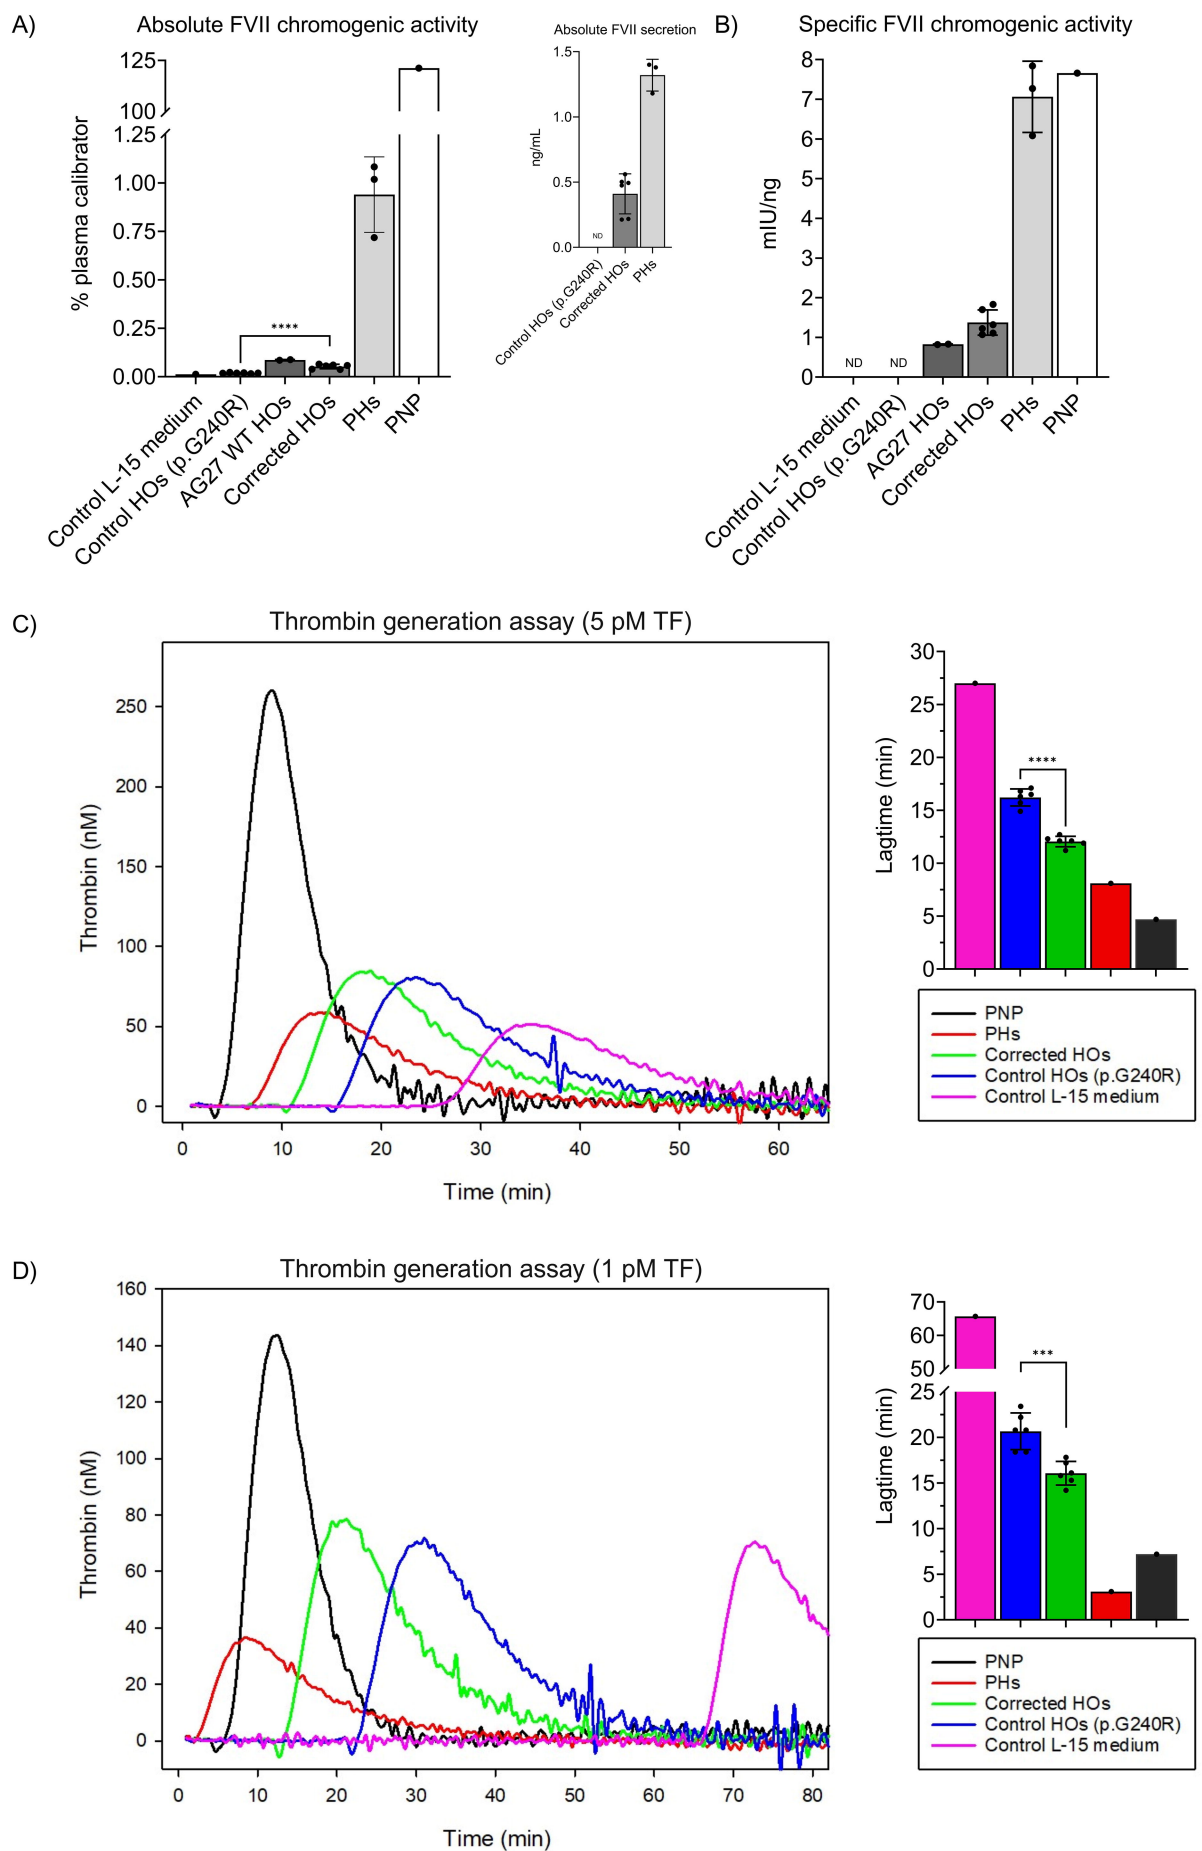 A)
Absolute FVII chromogenic activity
% plasma calibrator
125
100
1.25
1.00
0.75
0.50
0.25
0.00
****
Control L-15 medium
Control HOs (p.G240R)
AG27 WT HOs
Corrected HOs
PHs
PNP
Absolute FVII secretion
ng/mL
1.5
1.0
0.5
0.0
ND
Control HOs (p.G240R)
Corrected HOs
PHs
B)
Specific FVII chromogenic activity
mIU/ng
8
7
6
5
4
3
2
1
0
ND
ND
Control L-15 medium
Control HOs (p.G240R)
AG27 HOs
Corrected HOs
PHs
PNP
C)
Thrombin generation assay (5 pM TF)
Thrombin (nM)
250
200
150
100
50
0
0 10 20 30 40 50 60
Time (min)
Lagtime (min)
30
25
20
15
10
5
0
****
PNP
PHs
Corrected HOs
Control HOs (p.G240R)
Control L-15 medium
D)
Thrombin generation assay (1 pM TF)
Thrombin (nM)
160
140
120
100
80
60
40
20
0
0 10 20 30 40 50 60 70 80
Time (min)
Lagtime (min)
70
60
50
25
20
15
10
5
0
***
PNP
PHs
Corrected HOs
Control HOs (p.G240R)
Control L-15 medium